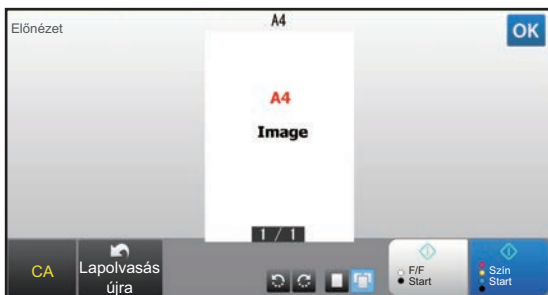 A4
Előnézet
OK
A4
Image
1 / 1
CA
Lapolvasás
újra
F/F
Start
Szín
Start